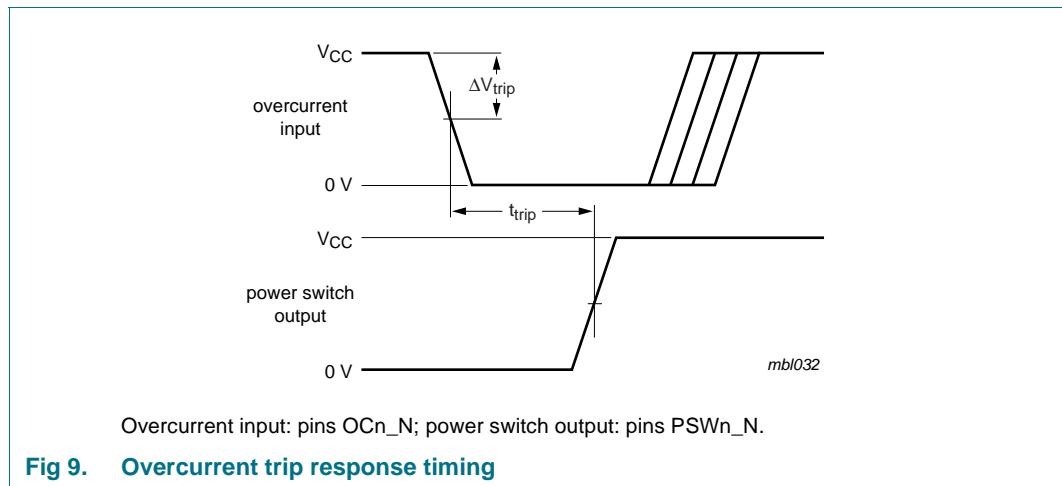 VCC
ΔVtrip
overcurrent
input
0 V
ttrip
VCC
power switch
output
0 V
mbl032
Overcurrent input: pins OCn_N; power switch output: pins PSWn_N.
Fig 9. Overcurrent trip response timing